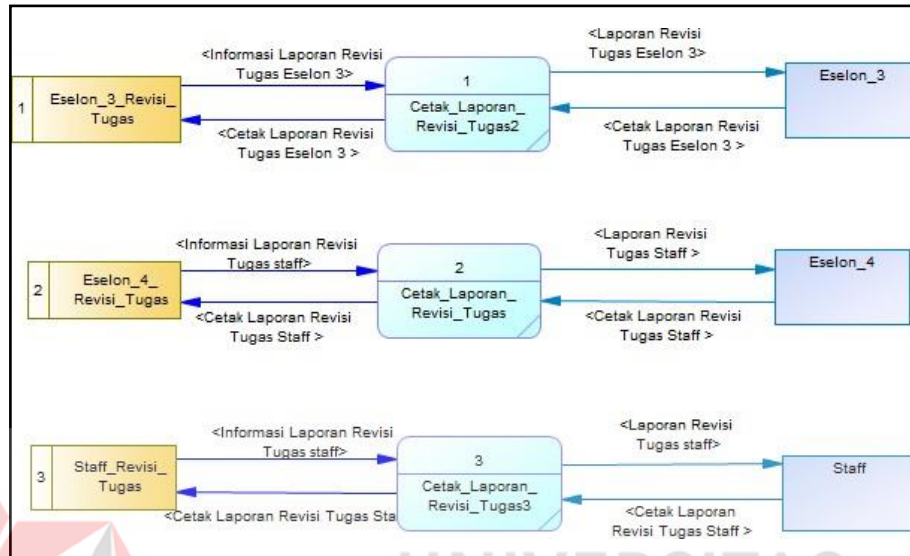 <Informasi Laporan Revisi
Tugas Eselon 3>
<Laporan Revisi
Tugas Eselon 3>
1
Eselon_3_Revisi_
Tugas
1
Cetak_Laporan_
Revisi_Tugas2
Eselon_3
<Cetak Laporan Revisi
Tugas Eselon 3 >
<Cetak Laporan Revisi
Tugas Eselon 3 >
<Informasi Laporan Revisi
Tugas staff>
<Laporan Revisi
Tugas Staff >
2
Eselon_4_
Revisi_Tugas
2
Cetak_Laporan_
Revisi_Tugas
Eselon_4
<Cetak Laporan Revisi
Tugas Staff >
<Cetak Laporan Revisi
Tugas Staff >
<Informasi Laporan Revisi
Tugas staff>
<Laporan Revisi
Tugas staff>
3
Staff_Revisi_
Tugas
3
Cetak_Laporan_
Revisi_Tugas3
Staff
<Cetak Laporan Revisi Tugas Sta
<Cetak Laporan
Revisi Tugas Staff >
UNIVERSITAS